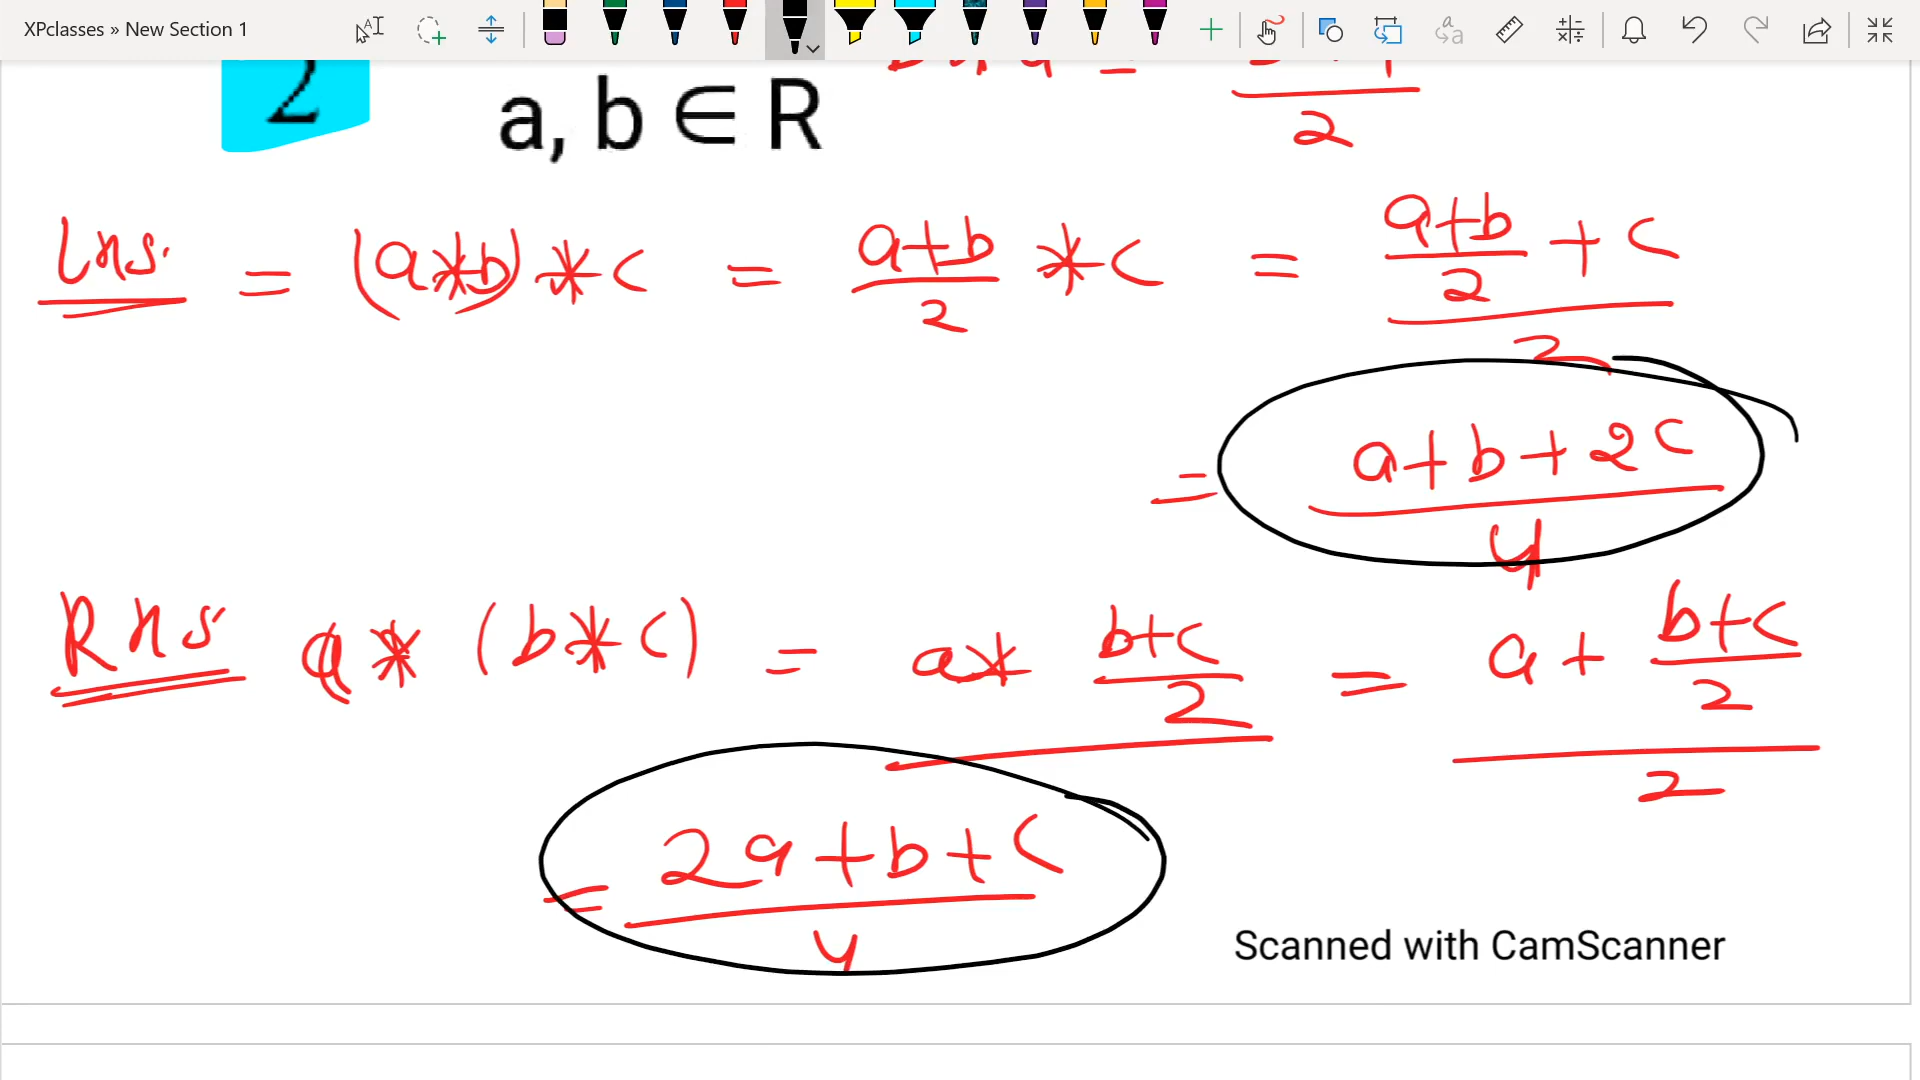 XPclasses » New Section 1
2
a, b ∈ R
2
LHS = (a*b)*c = a+b/2 *c = (a+b/2 + c)/2
= a+b+2c/4
RHS a*(b*c) = a* b+c/2 = (a + b+c/2)/2
= 2a+b+c/4
Scanned with CamScanner